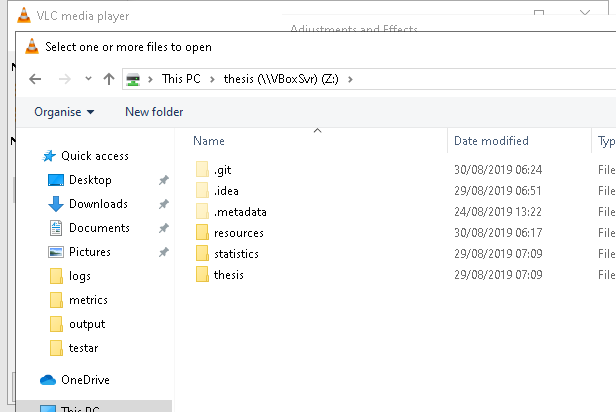 VLC media player
Adjustments and Effects
Select one or more files to open
This PC > thesis (\\VBoxSvr) (Z:) >
Organise New folder
Name Date modified Typ
Quick access
Desktop
Downloads
Documents
Pictures
logs
metrics
output
testar
OneDrive
This PC
.git 30/08/2019 06:24 File
.idea 29/08/2019 06:51 File
.metadata 24/08/2019 13:22 File
resources 30/08/2019 06:17 File
statistics 29/08/2019 07:09 File
thesis 29/08/2019 07:09 File